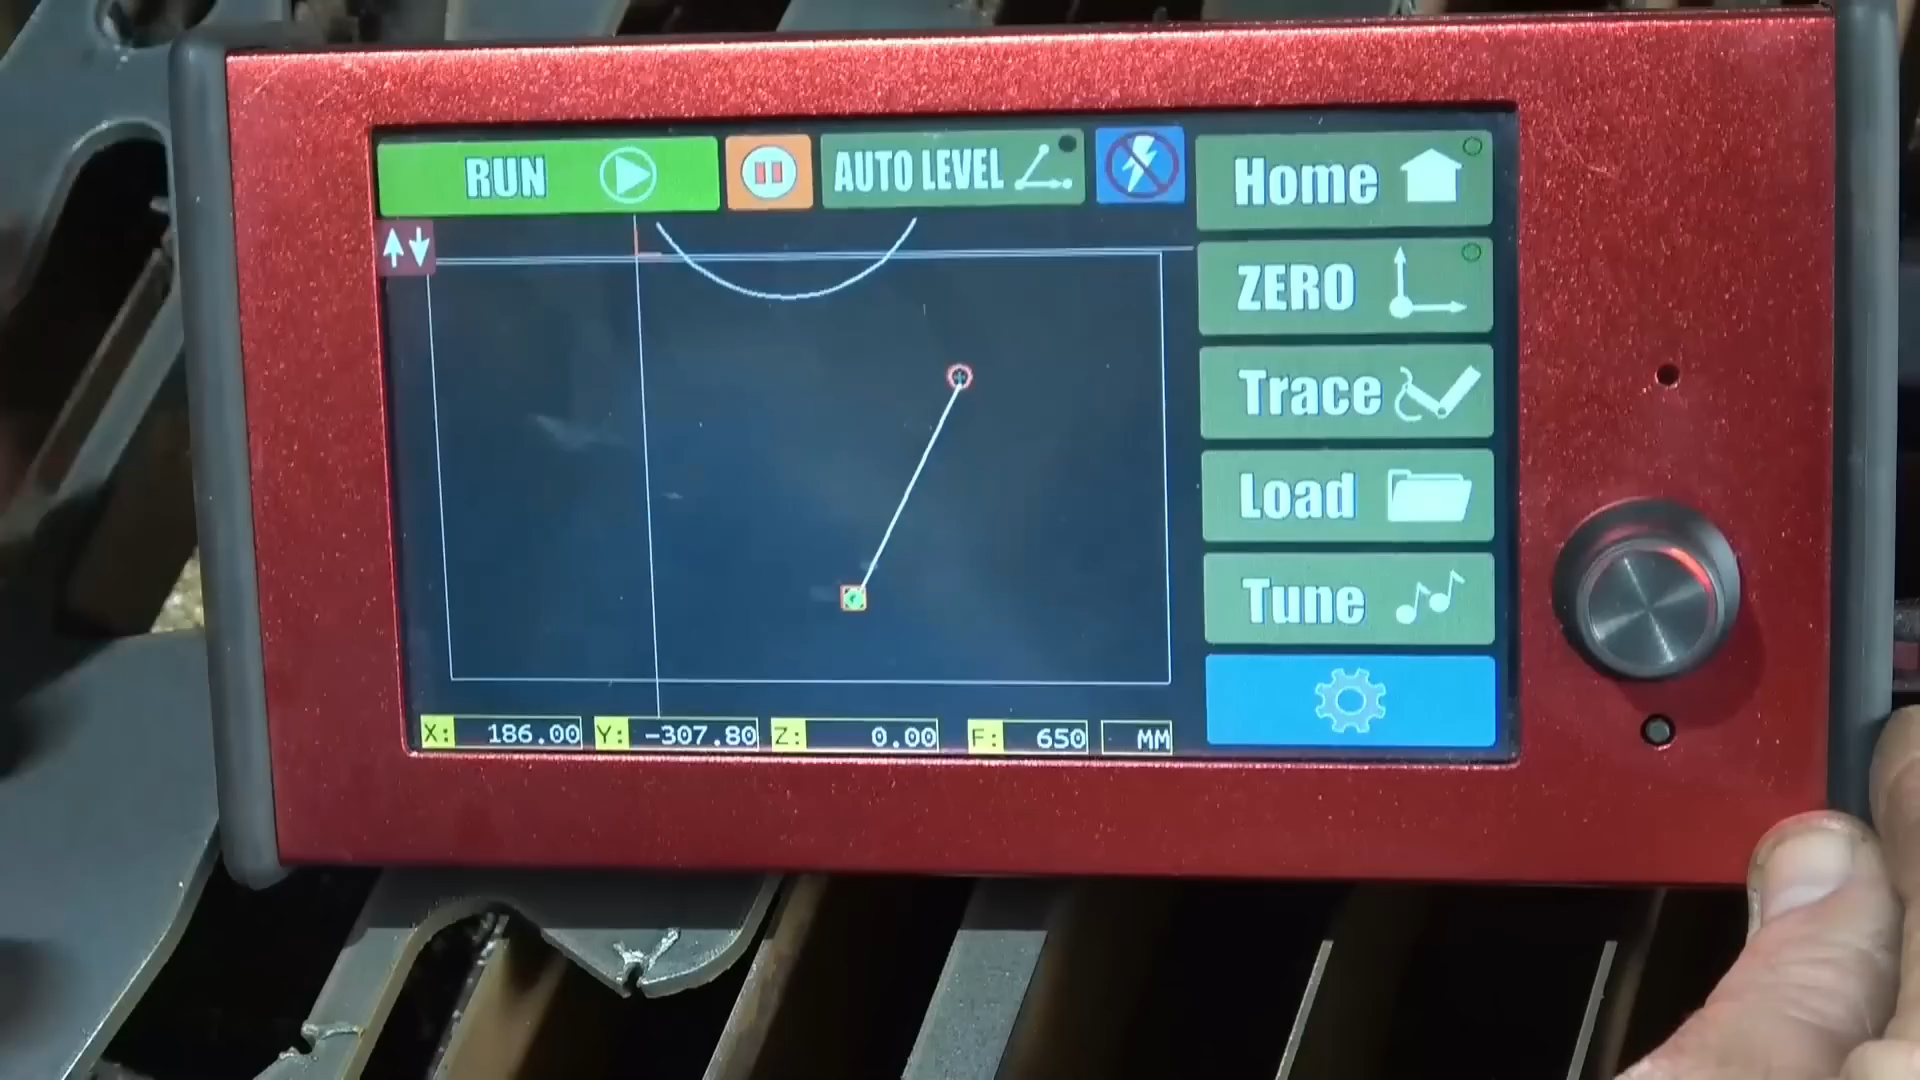 RUN
AUTO LEVEL
Home
ZERO
Trace
Load
Tune
X: 186.00 Y: -307.80 Z: 0.00 F: 650 MM